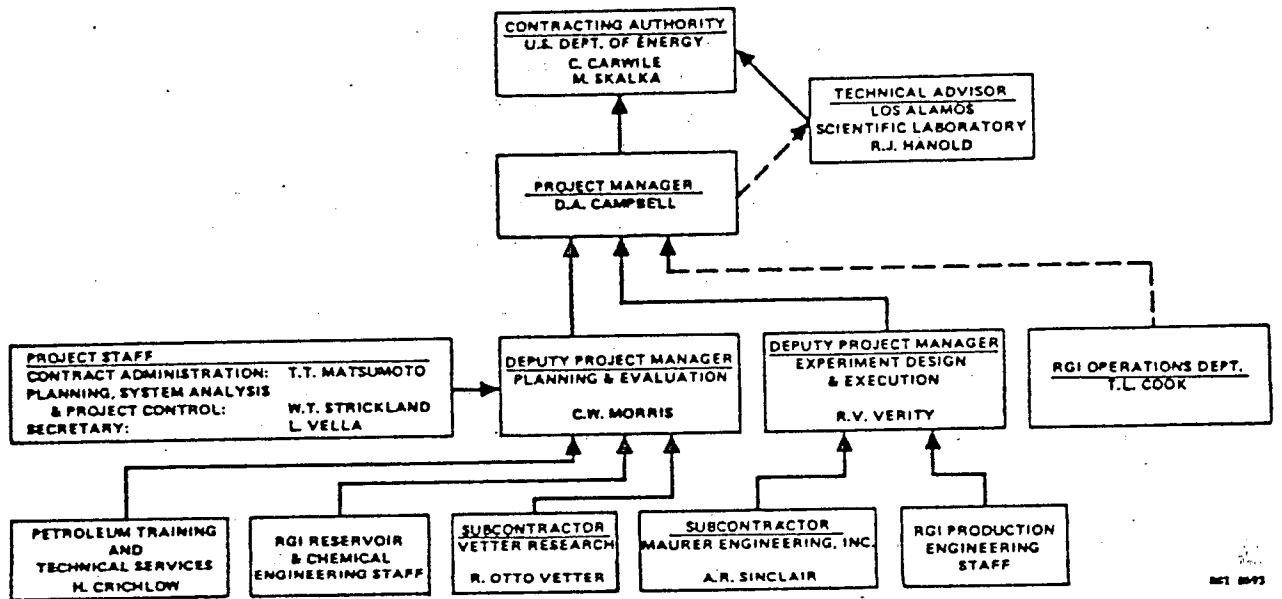 CONTRACTING AUTHORITY
U.S. DEPT. OF ENERGY
C. CARWILE
M. SKALKA
TECHNICAL ADVISOR
LOS ALAMOS
SCIENTIFIC LABORATORY
R.J. HANOLD
PROJECT MANAGER
D.A. CAMPBELL
PROJECT STAFF
CONTRACT ADMINISTRATION: T.T. MATSUMOTO
PLANNING, SYSTEM ANALYSIS
& PROJECT CONTROL: W.T. STRICKLAND
SECRETARY: L. VELLA
DEPUTY PROJECT MANAGER
PLANNING & EVALUATION
C.W. MORRIS
DEPUTY PROJECT MANAGER
EXPERIMENT DESIGN
& EXECUTION
R.V. VERITY
RGI OPERATIONS DEPT.
T.L. COOK
PETROLEUM TRAINING
AND
TECHNICAL SERVICES
H. CRICHLOW
RGI RESERVOIR
& CHEMICAL
ENGINEERING STAFF
SUBCONTRACTOR
VETTER RESEARCH
R. OTTO VETTER
SUBCONTRACTOR
MAURER ENGINEERING, INC.
A.R. SINCLAIR
RGI PRODUCTION
ENGINEERING
STAFF